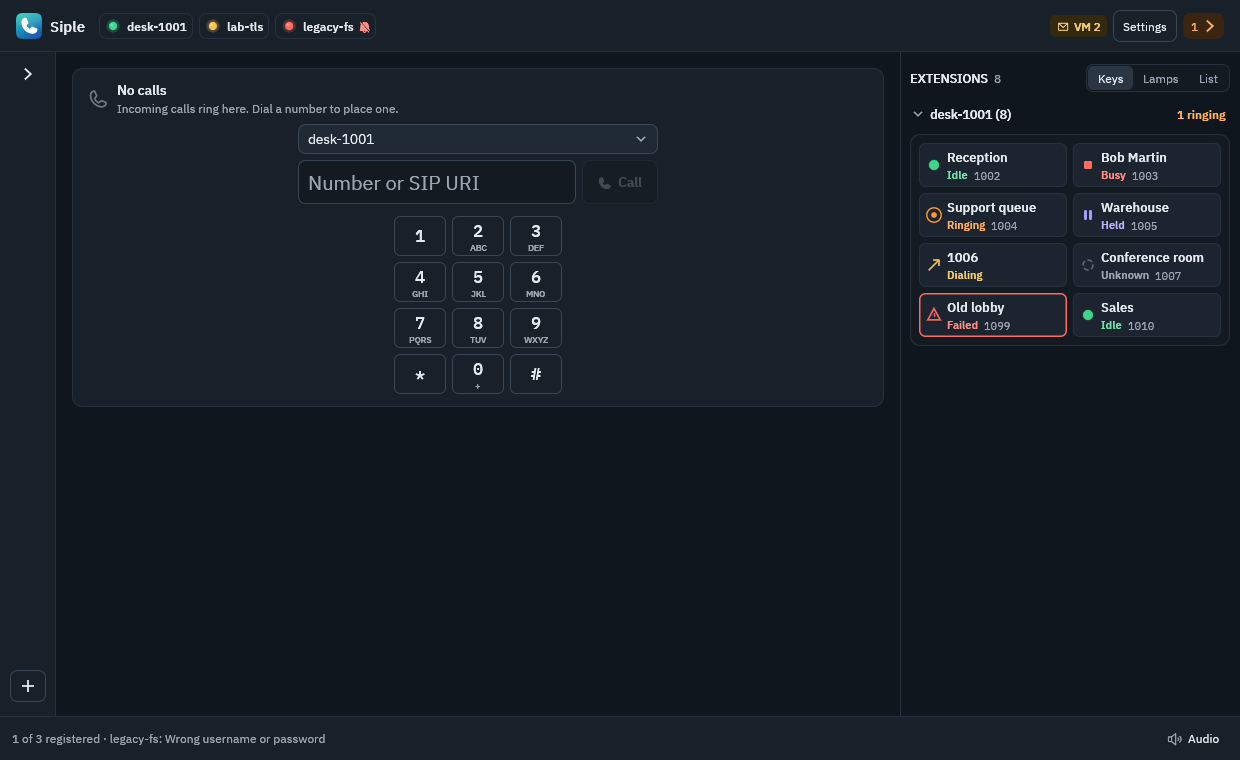 Siple
desk-1001
lab-tls
legacy-fs
VM 2
Settings
1
No calls
Incoming calls ring here. Dial a number to place one.
desk-1001
Number or SIP URI
Call
1
2
ABC
3
DEF
4
GHI
5
JKL
6
MNO
7
PQRS
8
TUV
9
WXYZ
*
0
+
#
EXTENSIONS 8
Keys
Lamps
List
desk-1001 (8)
1 ringing
Reception
Idle 1002
Bob Martin
Busy 1003
Support queue
Ringing 1004
Warehouse
Held 1005
1006
Dialing
Conference room
Unknown 1007
Old lobby
Failed 1099
Sales
Idle 1010
1 of 3 registered · legacy-fs: Wrong username or password
Audio